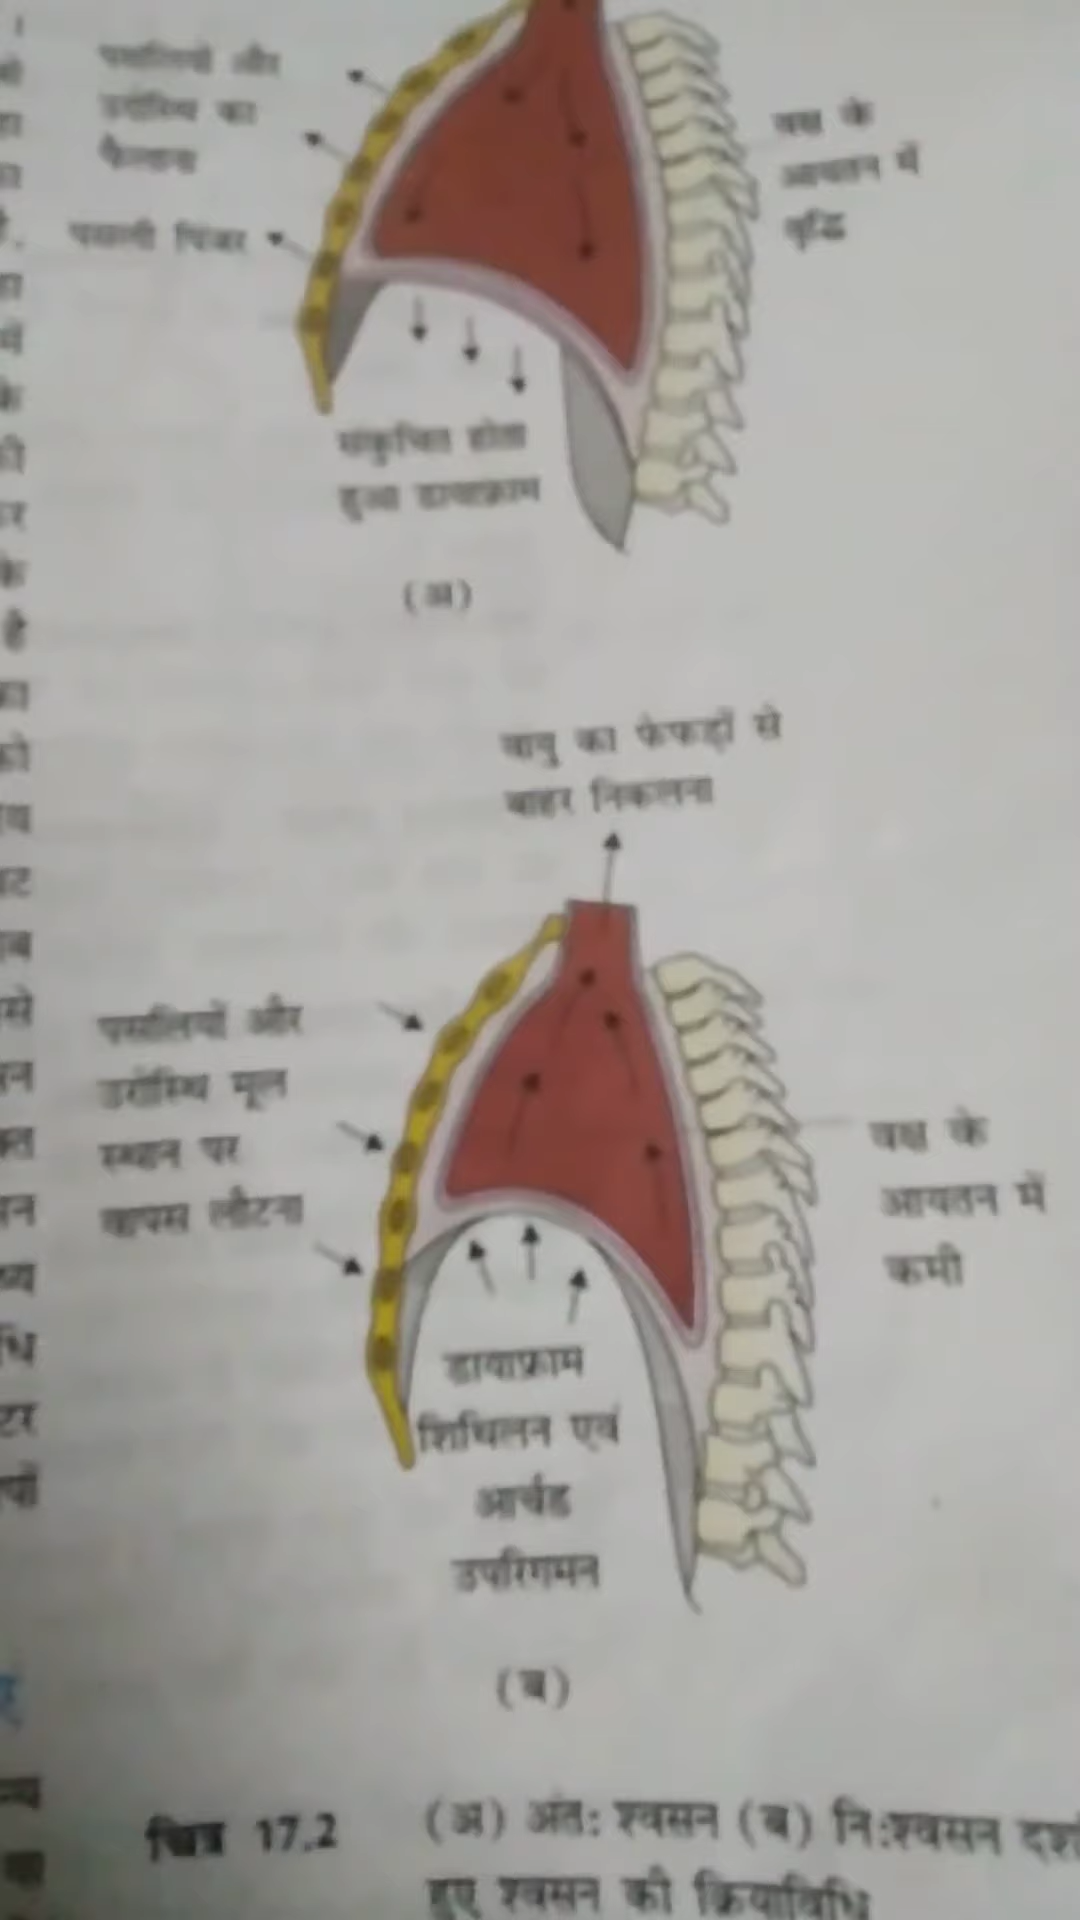 पसलियों और
उरोस्थि का
फैलाना
पसली पिंजर
वक्ष के
आयतन में
वृद्धि
संकुचित होता
हुआ डायाफ्राम
(अ)
वायु का फेफड़ों से
बाहर निकलना
पसलियों और
उरोस्थि मूल
स्थान पर
वापस लौटना
वक्ष के
आयतन में
कमी
डायाफ्राम
शिथिलन एवं
आर्चड
उपरिगमन
(ब)
चित्र 17.2 (अ) अंत: श्वसन (ब) नि:श्वसन
हुए श्वसन की क्रियाविधि